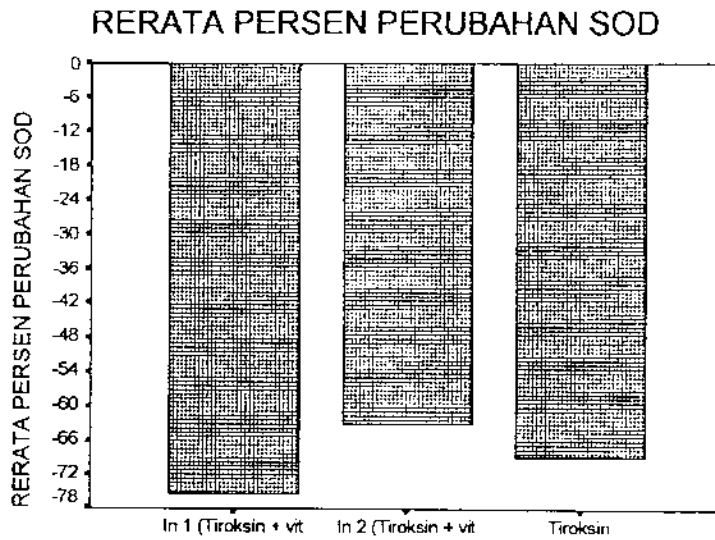 RERATA PERSEN PERUBAHAN SOD
RERATA PERSEN PERUBAHAN SOD
0
-6
-12
-18
-24
-30
-36
-42
-48
-54
-60
-66
-72
-78
In 1 (Tiroksin + vit
In 2 (Tiroksin + vit
Tiroksin